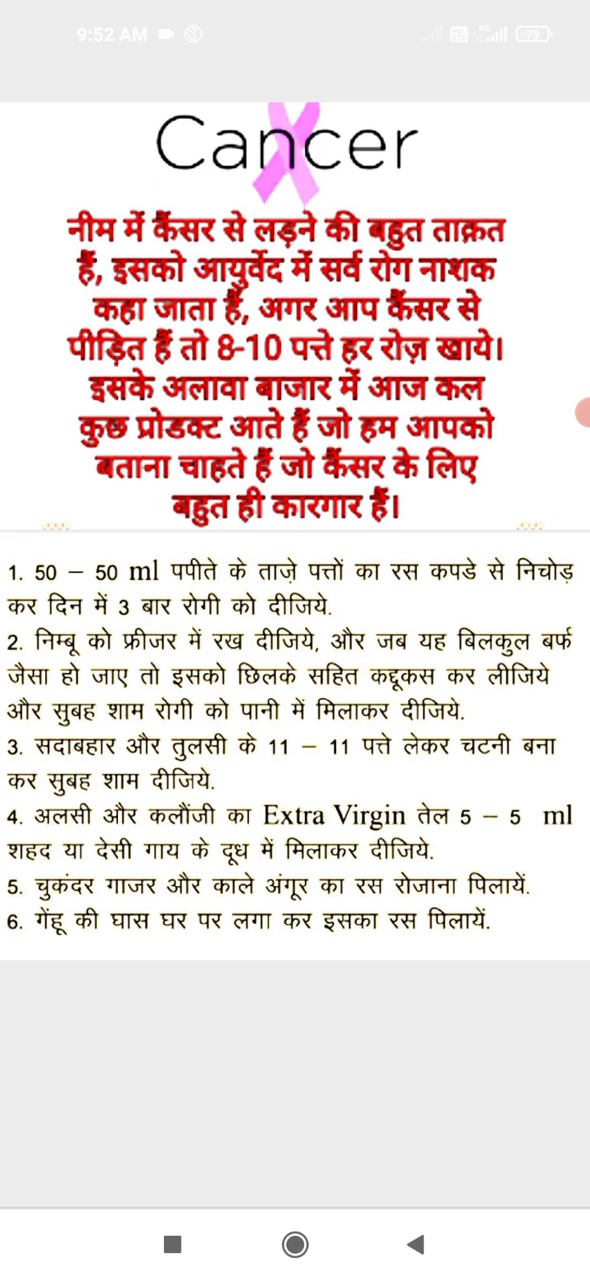 9:52 AM
4G
73
Cancer
नीम में कैंसर से लड़ने की बहुत ताक़त
हैं, इसको आयुर्वेद में सर्व रोग नाशक
कहा जाता हैं, अगर आप कैंसर से
पीड़ित हैं तो 8-10 पत्ते हर रोज़ खाये।
इसके अलावा बाजार में आज कल
कुछ प्रोडक्ट आते हैं जो हम आपको
बताना चाहते हैं जो कैंसर के लिए
बहुत ही कारगार हैं।
1. 50 – 50 ml पपीते के ताज़े पत्तों का रस कपडे से निचोड़
कर दिन में 3 बार रोगी को दीजिये.
2. निम्बू को फ्रीजर में रख दीजिये, और जब यह बिलकुल बर्फ
जैसा हो जाए तो इसको छिलके सहित कद्दूकस कर लीजिये
और सुबह शाम रोगी को पानी में मिलाकर दीजिये.
3. सदाबहार और तुलसी के 11 – 11 पत्ते लेकर चटनी बना
कर सुबह शाम दीजिये.
4. अलसी और कलौंजी का Extra Virgin तेल 5 – 5 ml
शहद या देसी गाय के दूध में मिलाकर दीजिये.
5. चुकंदर गाजर और काले अंगूर का रस रोजाना पिलायें.
6. गेंहू की घास घर पर लगा कर इसका रस पिलायें.